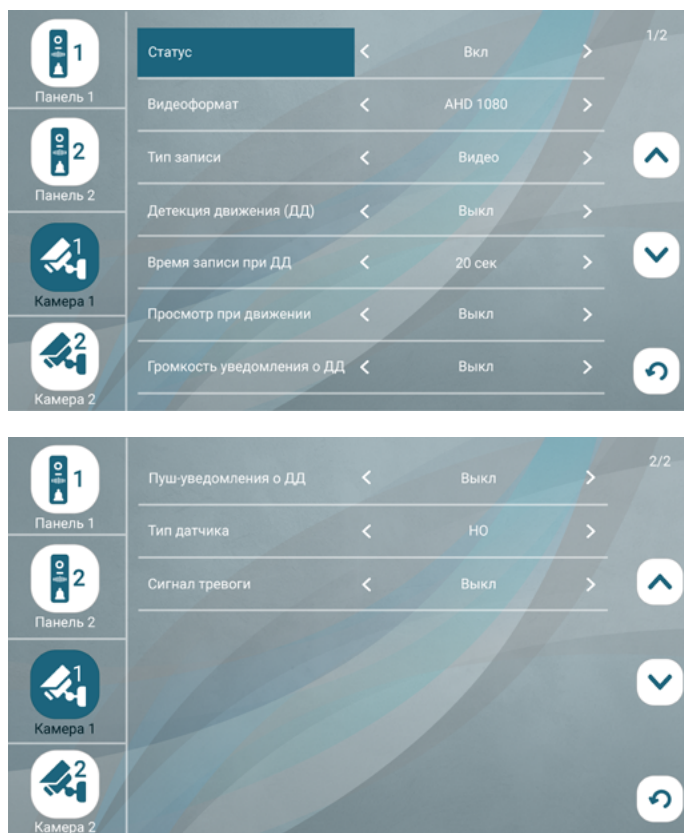 1
Панель 1
2
Панель 2
1
Камера 1
2
Камера 2
Статус < Вкл >
Видеоформат < AHD 1080 >
Тип записи < Видео >
Детекция движения (ДД) < Выкл >
Время записи при ДД < 20 сек >
Просмотр при движении < Выкл >
Громкость уведомления о ДД < Выкл >
1/2
1
Панель 1
2
Панель 2
1
Камера 1
2
Камера 2
Пуш-уведомления о ДД < Выкл >
Тип датчика < НО >
Сигнал тревоги < Выкл >
2/2